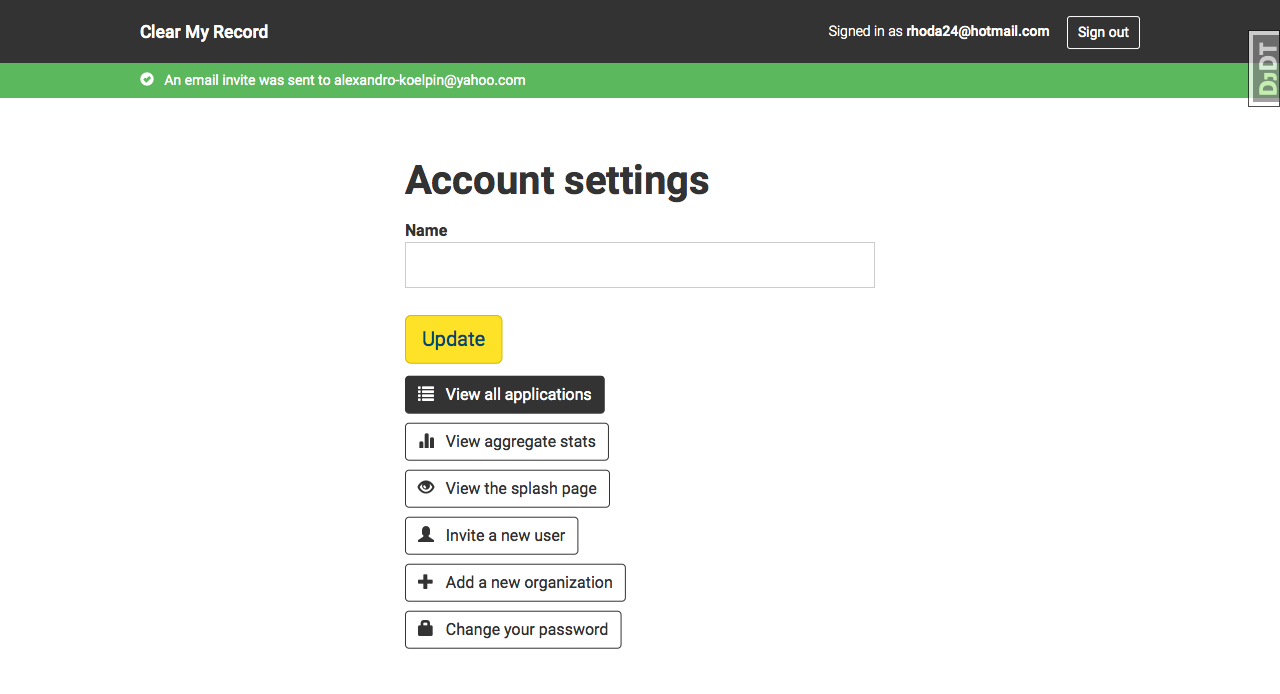 Clear My Record
Signed in as rhoda24@hotmail.com
Sign out
An email invite was sent to alexandro-koelpin@yahoo.com
DJDT
Account settings
Name
Update
View all applications
View aggregate stats
View the splash page
Invite a new user
Add a new organization
Change your password